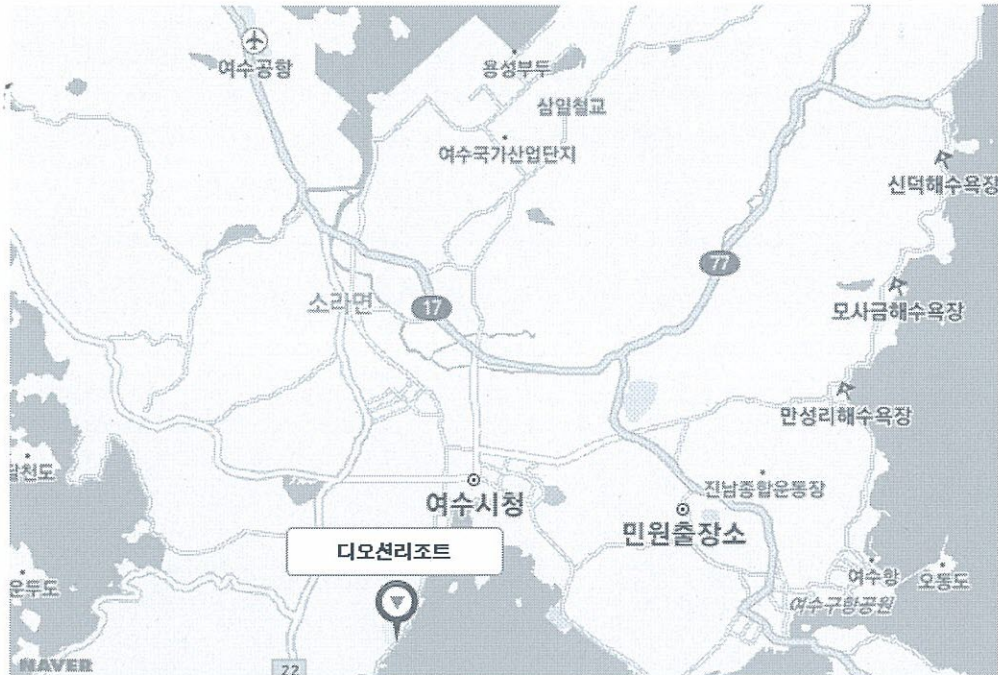 여수공항
용성부두
삼일철교
여수국가산업단지
신덕해수욕장
77
모사금해수욕장
소라면
17
만성리해수욕장
달천도
여수시청
진남종합운동장
민원출장소
디오션리조트
운두도
여수항
오동도
여수구항공원
NAVER
22